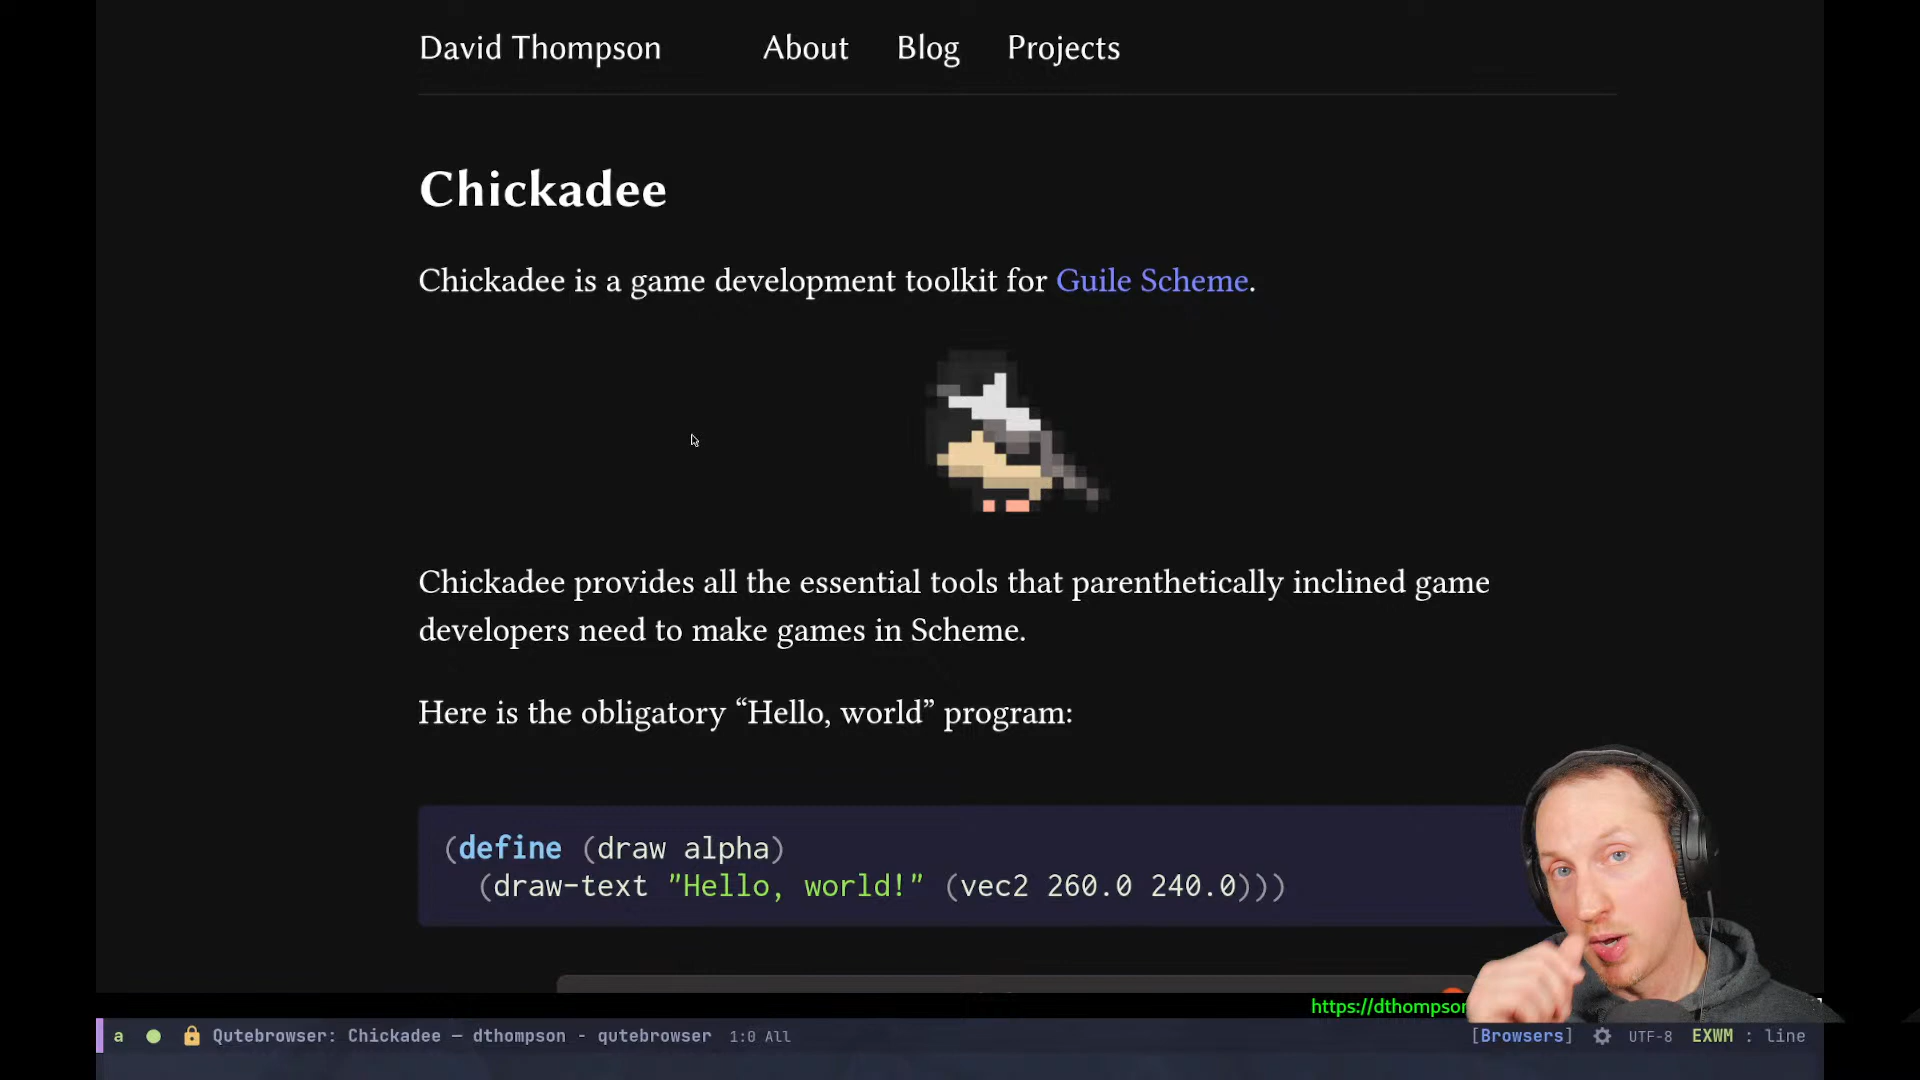 David Thompson About Blog Projects
Chickadee
Chickadee is a game development toolkit for Guile Scheme.
Chickadee provides all the essential tools that parenthetically inclined game
developers need to make games in Scheme.
Here is the obligatory “Hello, world” program:
(define (draw alpha)
(draw-text "Hello, world!" (vec2 260.0 240.0)))
https://dthompson
a Qutebrowser: Chickadee — dthompson - qutebrowser 1:0 All [Browsers] UTF-8 EXWM : line